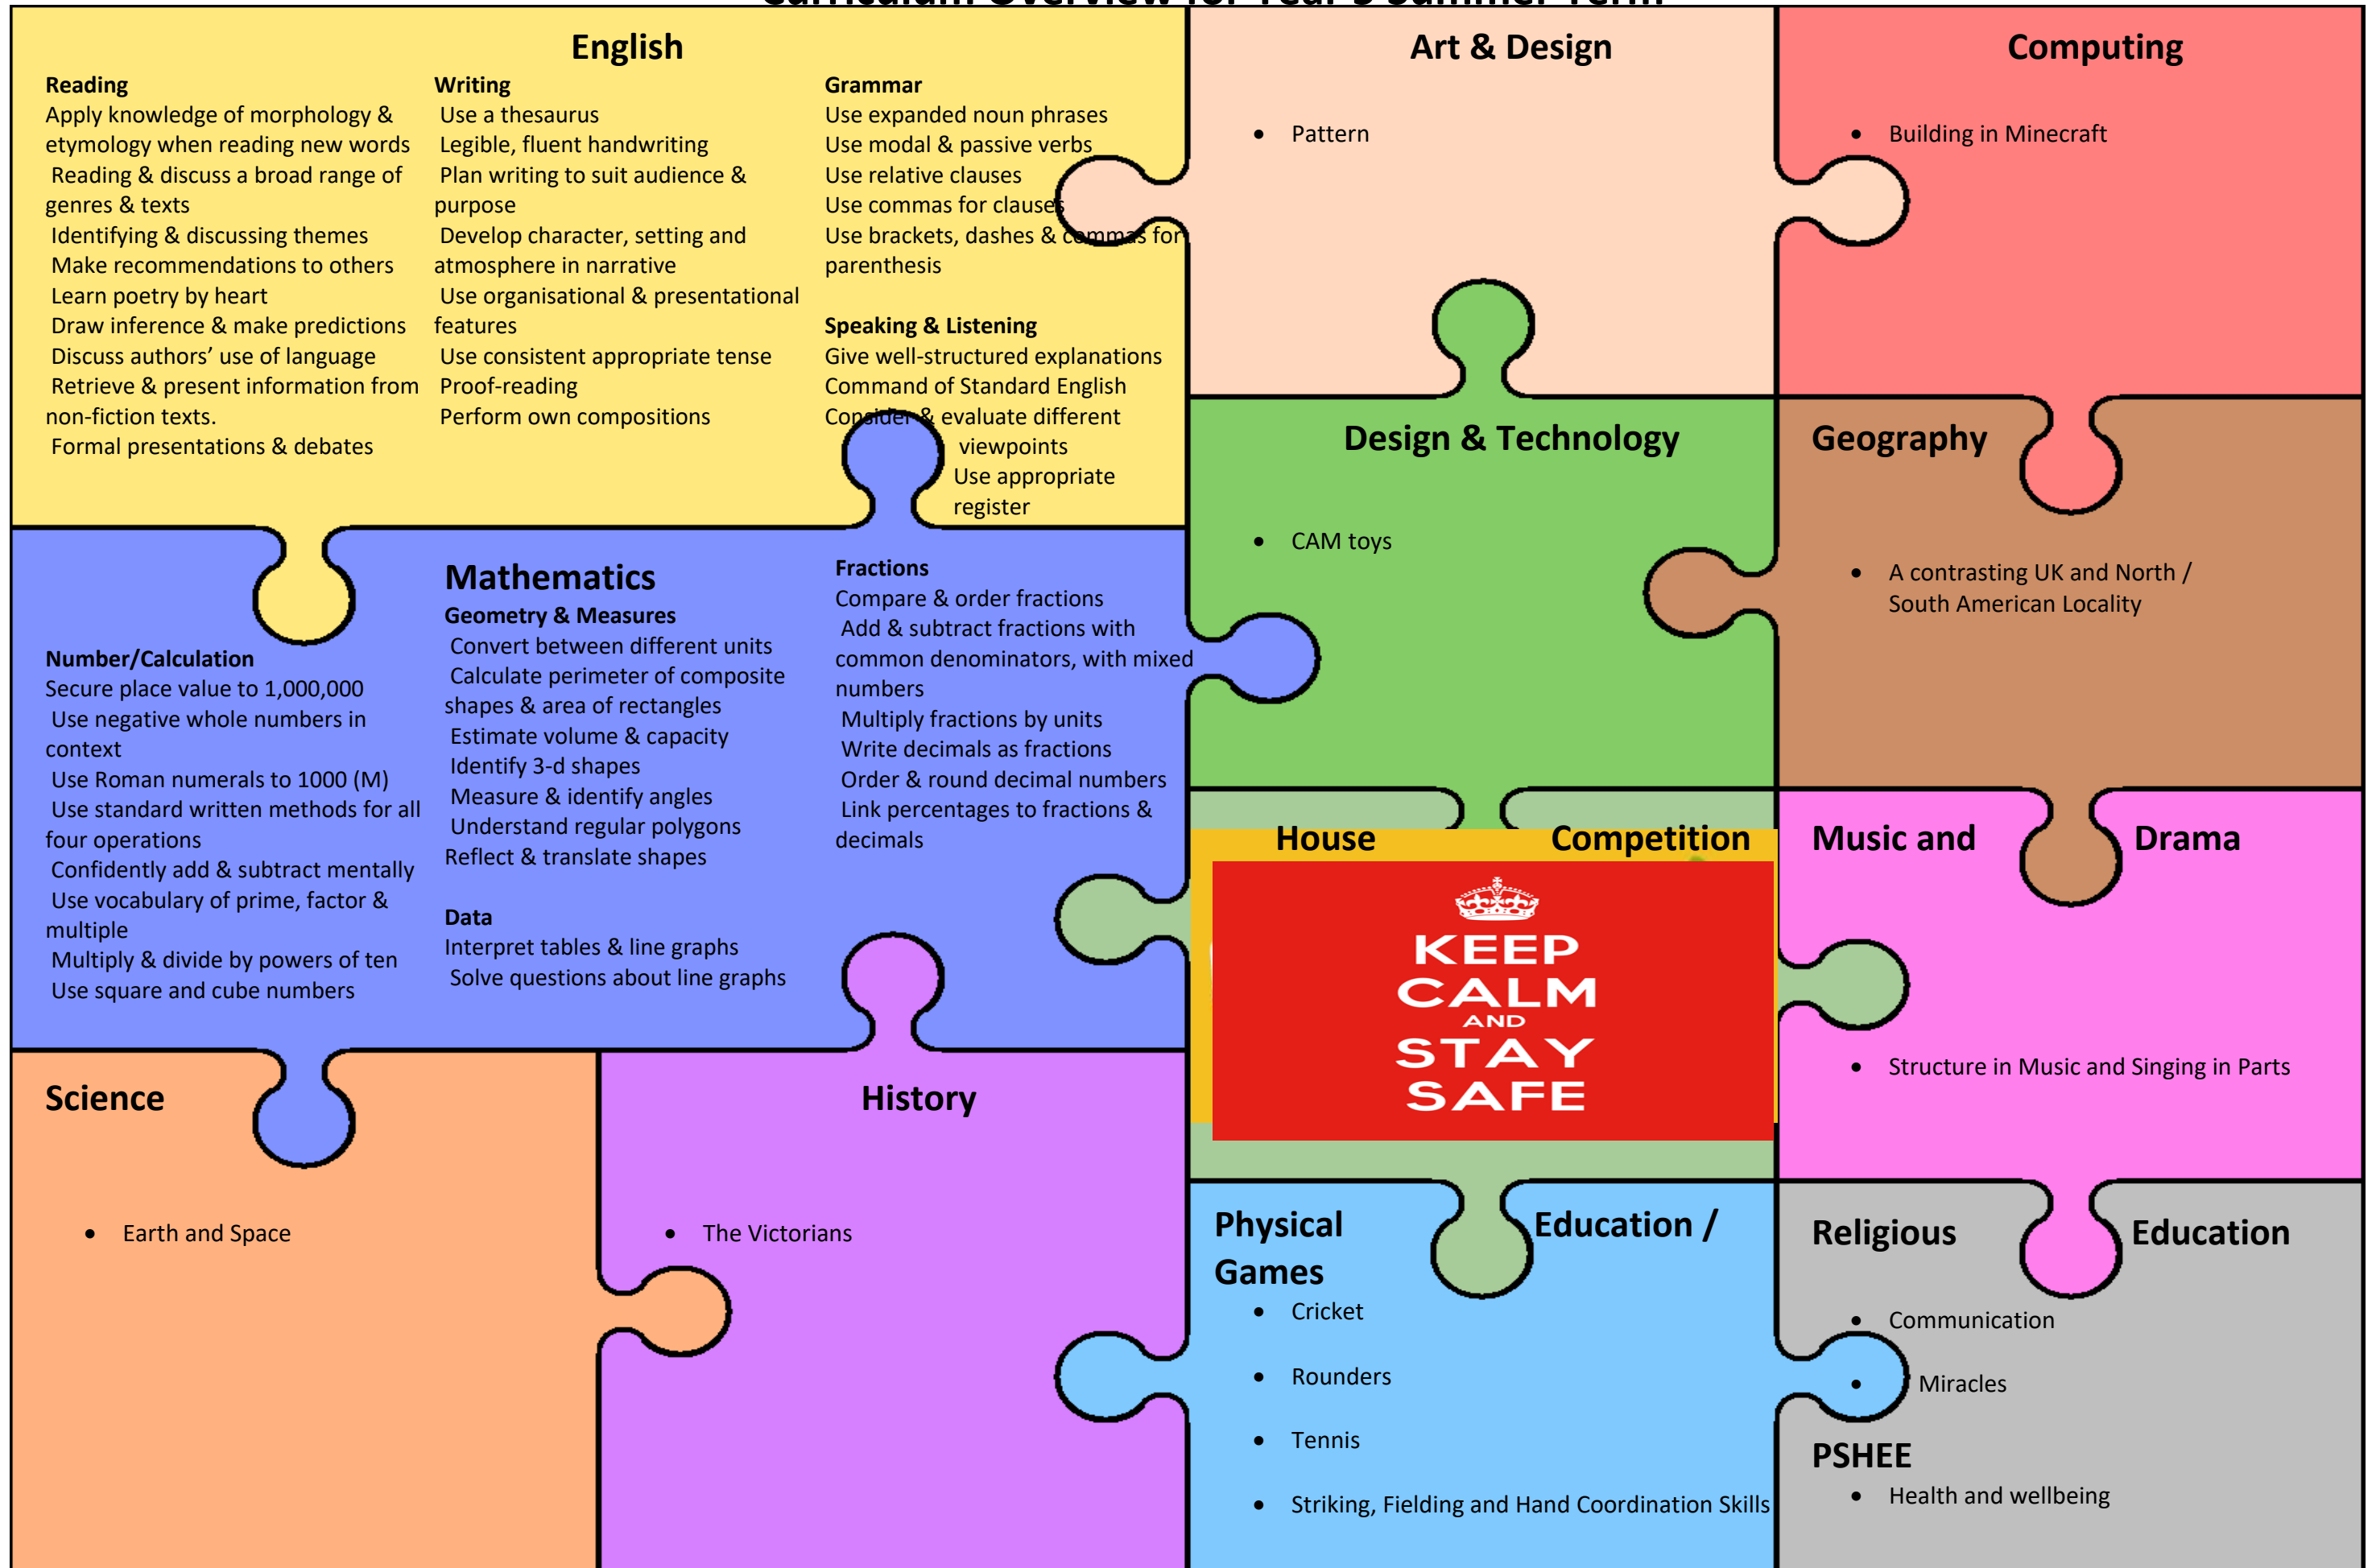 Curriculum Overview for Year 5 Summer Term
English
Reading
Apply knowledge of morphology &
etymology when reading new words
Reading & discuss a broad range of
genres & texts
Identifying & discussing themes
Make recommendations to others
Learn poetry by heart
Draw inference & make predictions
Discuss authors’ use of language
Retrieve & present information from
non-fiction texts.
Formal presentations & debates
Writing
Use a thesaurus
Legible, fluent handwriting
Plan writing to suit audience &
purpose
Develop character, setting and
atmosphere in narrative
Use organisational & presentational
features
Use consistent appropriate tense
Proof-reading
Perform own compositions
Grammar
Use expanded noun phrases
Use modal & passive verbs
Use relative clauses
Use commas for clauses
Use brackets, dashes & commas for
parenthesis
Speaking & Listening
Give well-structured explanations
Command of Standard English
Consider & evaluate different
viewpoints
Use appropriate
register
Art & Design
• Pattern
Computing
• Building in Minecraft
Design & Technology
• CAM toys
Geography
• A contrasting UK and North /
South American Locality
Mathematics
Number/Calculation
Secure place value to 1,000,000
Use negative whole numbers in
context
Use Roman numerals to 1000 (M)
Use standard written methods for all
four operations
Confidently add & subtract mentally
Use vocabulary of prime, factor &
multiple
Multiply & divide by powers of ten
Use square and cube numbers
Geometry & Measures
Convert between different units
Calculate perimeter of composite
shapes & area of rectangles
Estimate volume & capacity
Identify 3-d shapes
Measure & identify angles
Understand regular polygons
Reflect & translate shapes
Data
Interpret tables & line graphs
Solve questions about line graphs
Fractions
Compare & order fractions
Add & subtract fractions with
common denominators, with mixed
numbers
Multiply fractions by units
Write decimals as fractions
Order & round decimal numbers
Link percentages to fractions &
decimals
House Competition
KEEP
CALM
AND
STAY
SAFE
Music and Drama
• Structure in Music and Singing in Parts
Science
• Earth and Space
History
• The Victorians
Physical Education /
Games
• Cricket
• Rounders
• Tennis
• Striking, Fielding and Hand Coordination Skills
Religious Education
• Communication
• Miracles
PSHEE
• Health and wellbeing